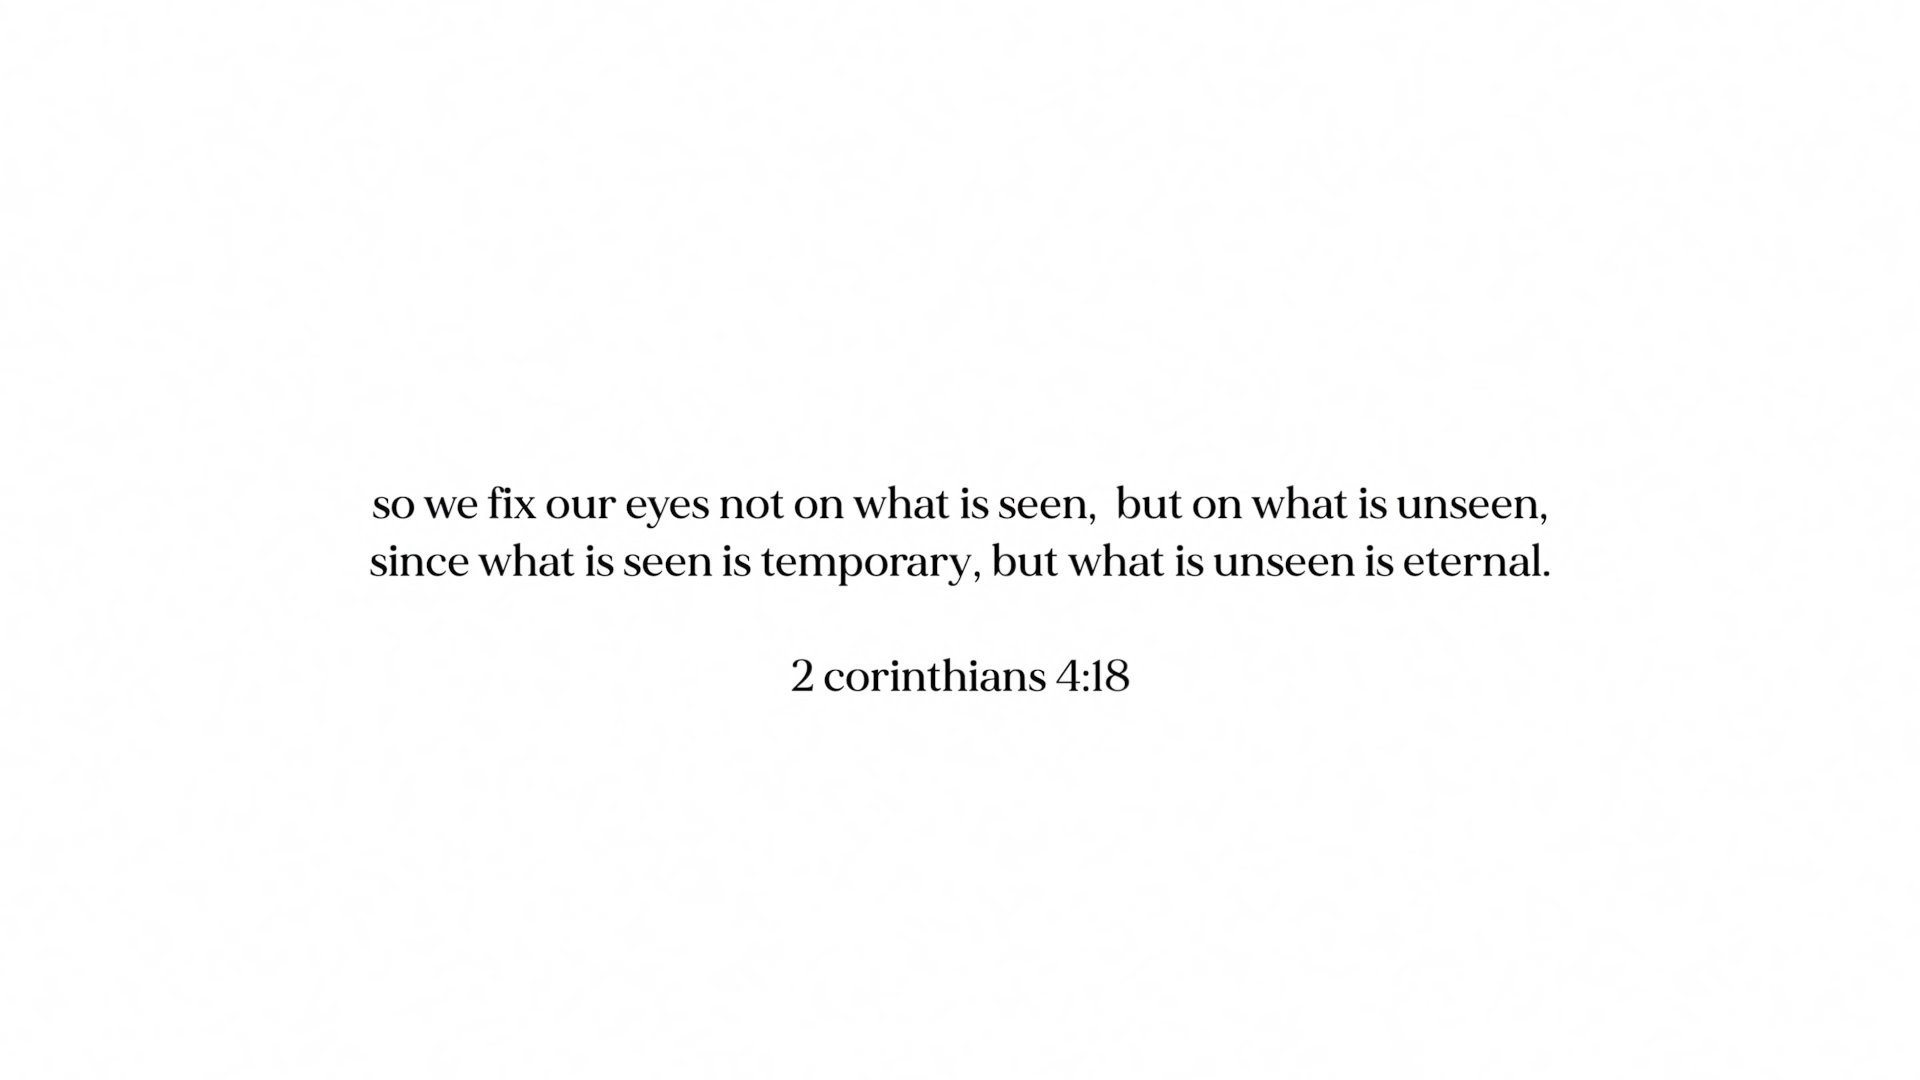 so we fix our eyes not on what is seen,  but on what is unseen,
since what is seen is temporary, but what is unseen is eternal.
2 corinthians 4:18